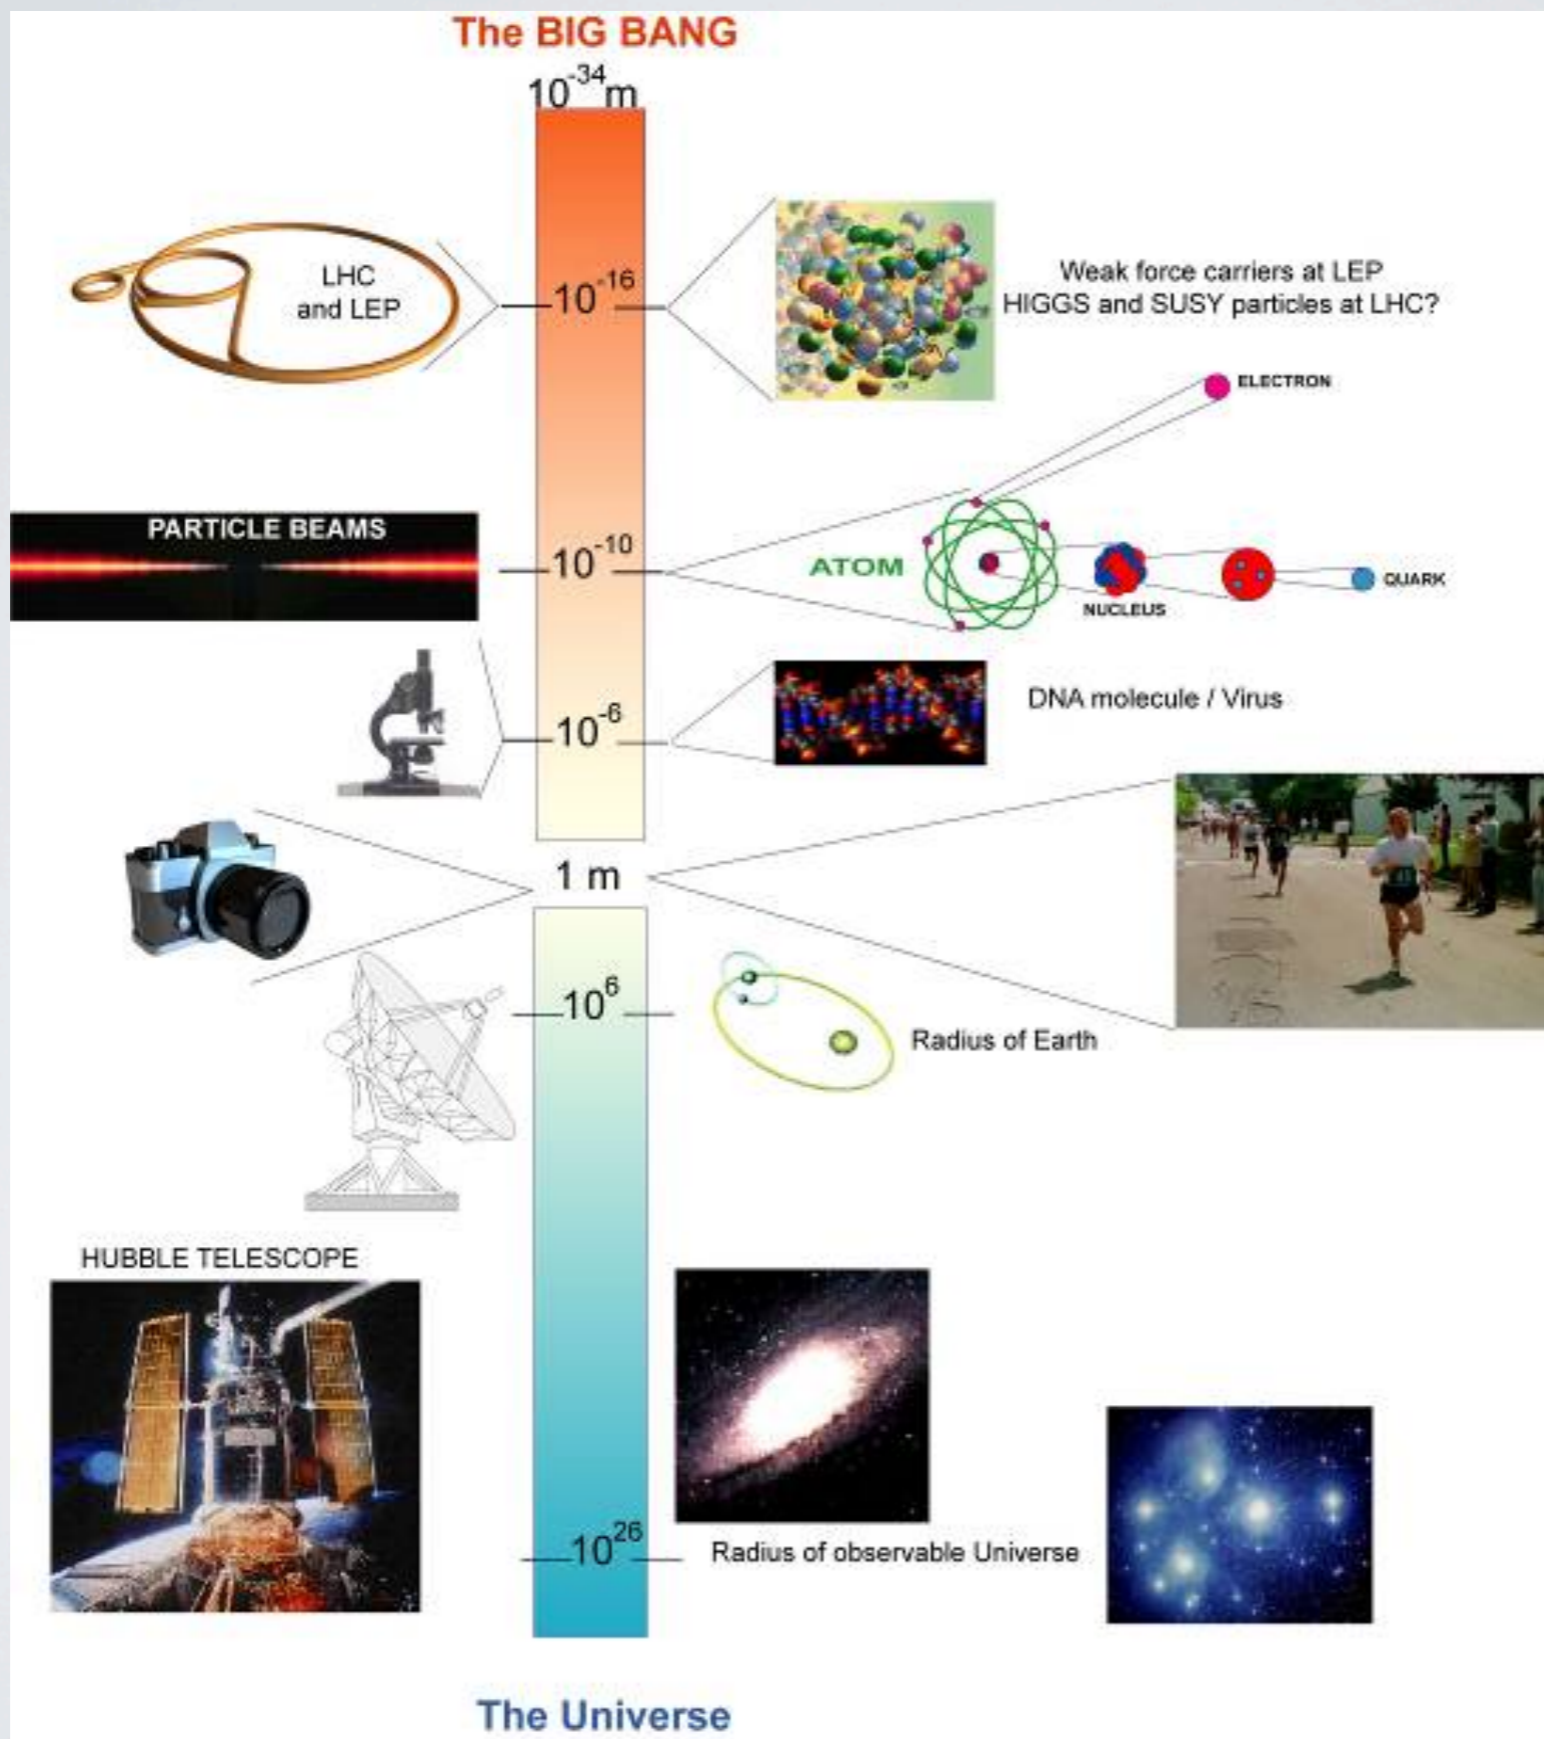 The BIG BANG
10⁻³⁴m
LHC
and LEP
10⁻¹⁶
Weak force carriers at LEP
HIGGS and SUSY particles at LHC?
ELECTRON
PARTICLE BEAMS
10⁻¹⁰
ATOM
NUCLEUS
QUARK
10⁻⁶
DNA molecule / Virus
1 m
10⁶
Radius of Earth
HUBBLE TELESCOPE
10²⁶
Radius of observable Universe
The Universe